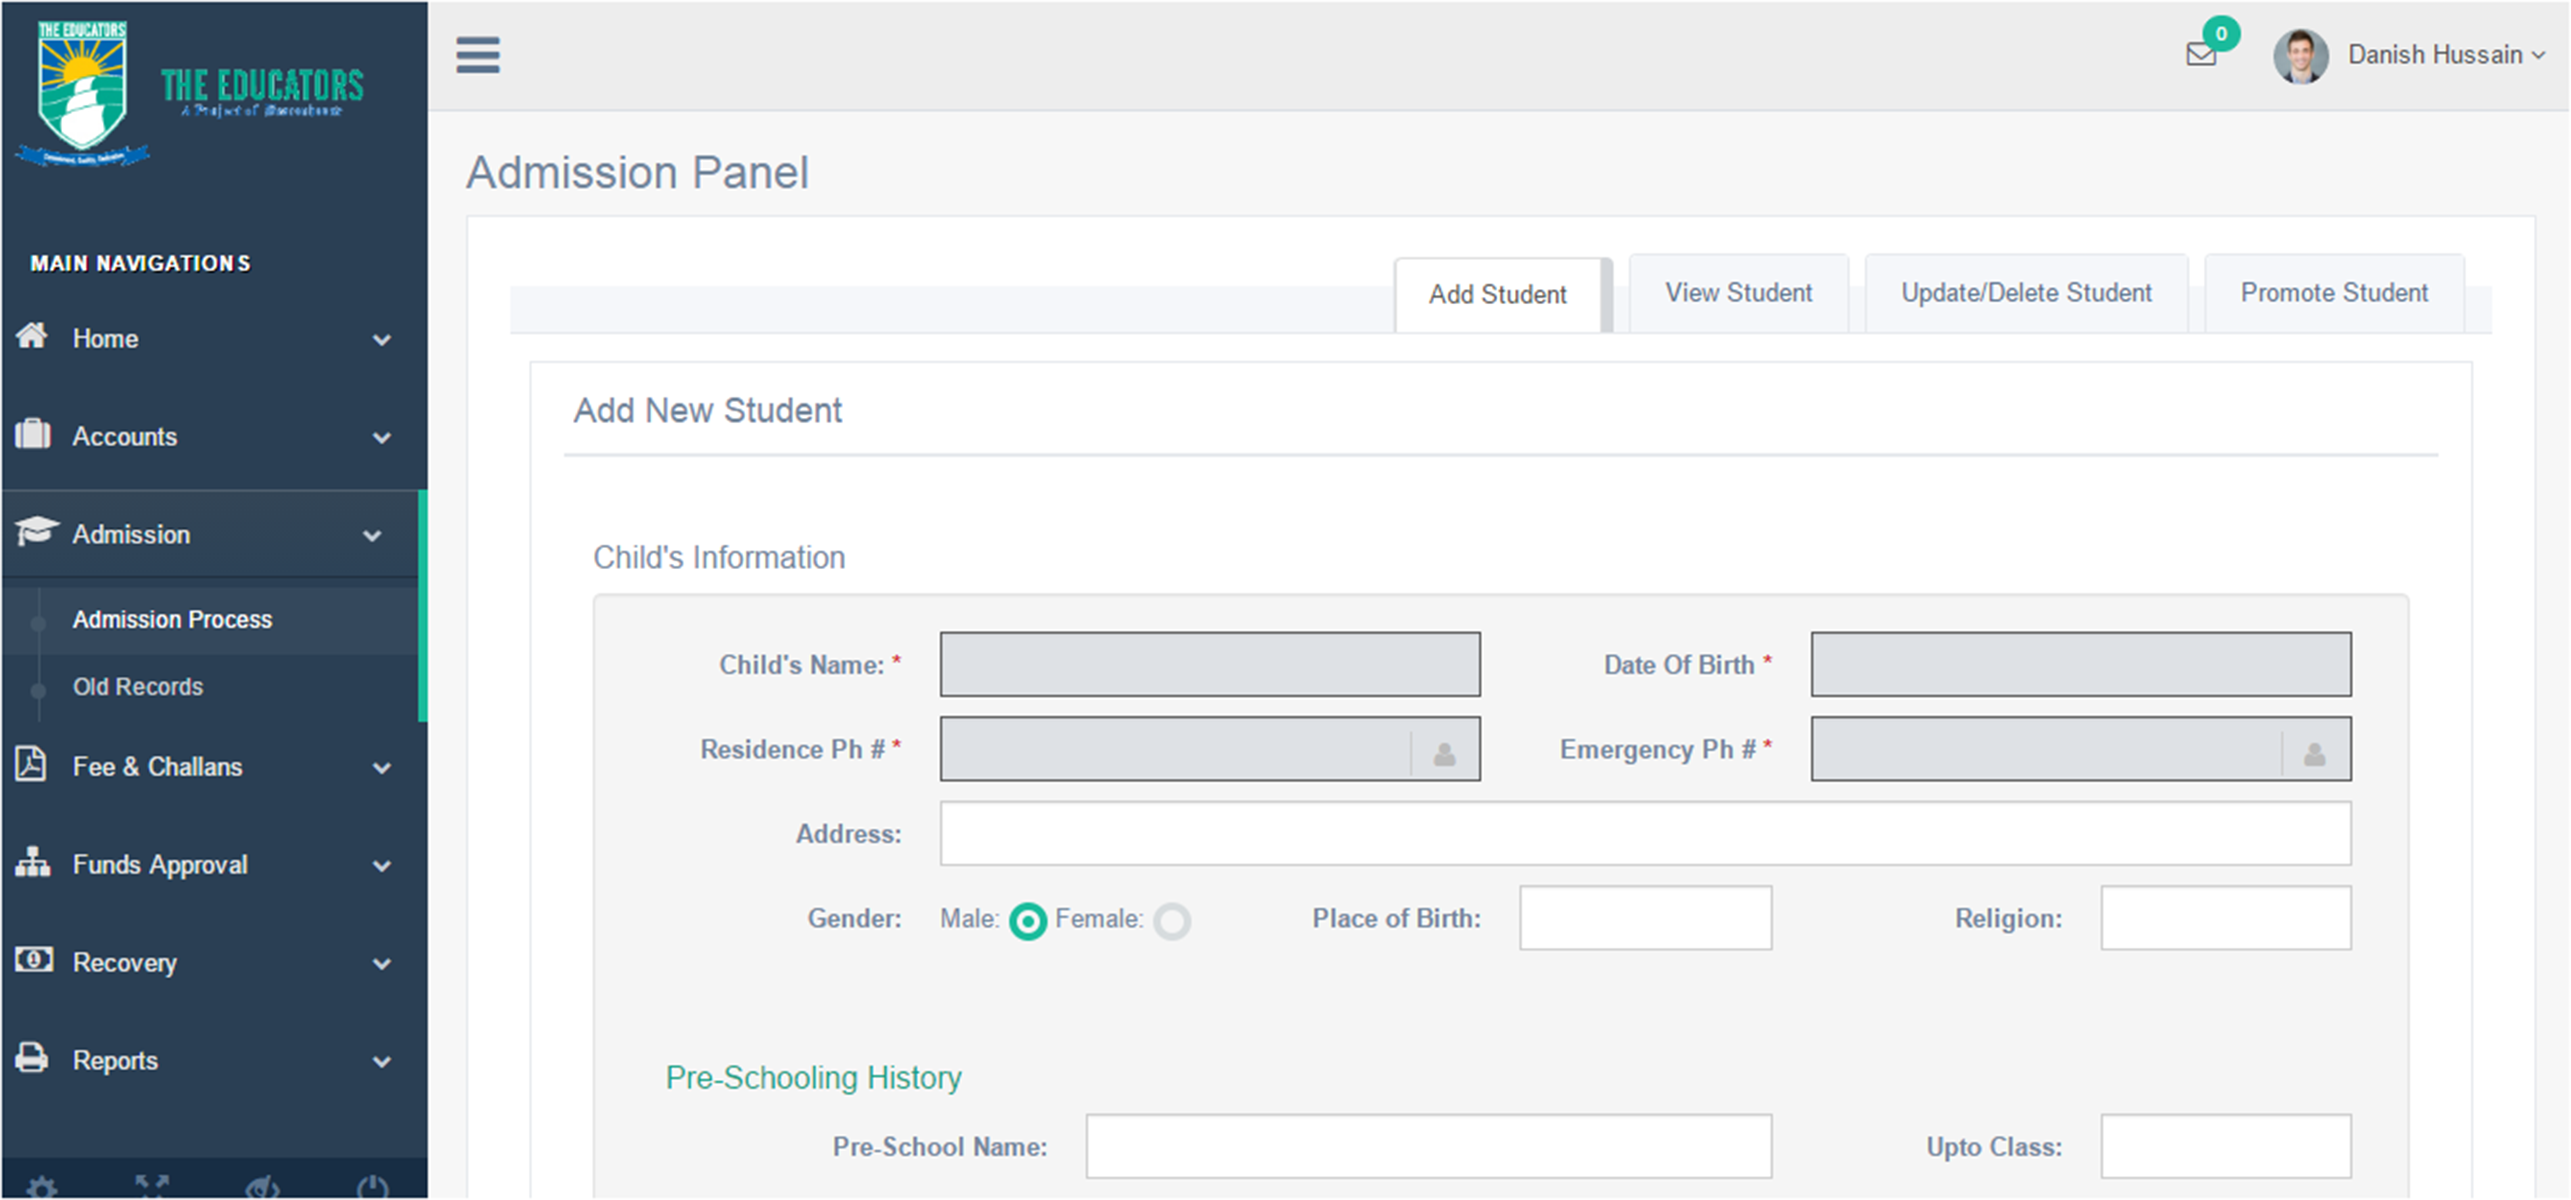 THE EDUCATORS
THE EDUCATORS
A Project of
MAIN NAVIGATIONS
Home
Accounts
Admission
Admission Process
Old Records
Fee & Challans
Funds Approval
Recovery
Reports
0
Danish Hussain
Admission Panel
Add Student
View Student
Update/Delete Student
Promote Student
Add New Student
Child's Information
Child's Name: *
Date Of Birth *
Residence Ph # *
Emergency Ph # *
Address:
Gender: Male: Female: Place of Birth: Religion:
Pre-Schooling History
Pre-School Name: Upto Class: